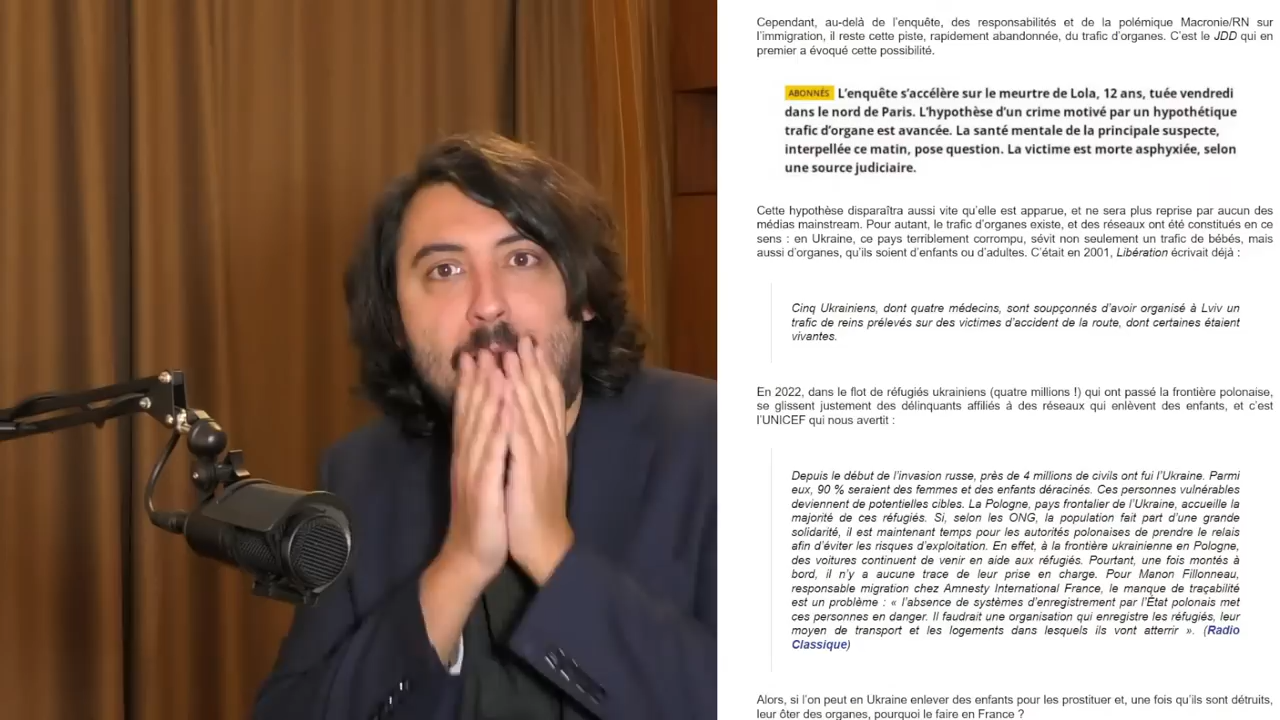 Cependant, au-delà de l'enquête, des responsabilités et de la polémique Macronie/RN sur
l'immigration, il reste cette piste, rapidement abandonnée, du trafic d'organes. C'est le JDD qui en
premier a évoqué cette possibilité.
ABONNÉS L'enquête s'accélère sur le meurtre de Lola, 12 ans, tuée vendredi
dans le nord de Paris. L'hypothèse d'un crime motivé par un hypothétique
trafic d'organe est avancée. La santé mentale de la principale suspecte,
interpellée ce matin, pose question. La victime est morte asphyxiée, selon
une source judiciaire.
Cette hypothèse disparaîtra aussi vite qu'elle est apparue, et ne sera plus reprise par aucun des
médias mainstream. Pour autant, le trafic d'organes existe, et des réseaux ont été constitués en ce
sens : en Ukraine, ce pays terriblement corrompu, sévit non seulement un trafic de bébés, mais
aussi d'organes, qu'ils soient d'enfants ou d'adultes. C'était en 2001, Libération écrivait déjà :
Cinq Ukrainiens, dont quatre médecins, sont soupçonnés d'avoir organisé à Lviv un
trafic de reins prélevés sur des victimes d'accident de la route, dont certaines étaient
vivantes.
En 2022, dans le flot de réfugiés ukrainiens (quatre millions !) qui ont passé la frontière polonaise,
se glissent justement des délinquants affiliés à des réseaux qui enlèvent des enfants, et c'est
l'UNICEF qui nous avertit :
Depuis le début de l'invasion russe, près de 4 millions de civils ont fui l'Ukraine. Parmi
eux, 90 % seraient des femmes et des enfants déracinés. Ces personnes vulnérables
deviennent de potentielles cibles. La Pologne, pays frontalier de l'Ukraine, accueille la
majorité de ces réfugiés. Si, selon les ONG, la population fait part d'une grande
solidarité, il est maintenant temps pour les autorités polonaises de prendre le relais
afin d'éviter les risques d'exploitation. En effet, à la frontière ukrainienne en Pologne,
des voitures continuent de venir en aide aux réfugiés. Pourtant, une fois montés à
bord, il n'y a aucune trace de leur prise en charge. Pour Manon Fillonneau,
responsable migration chez Amnesty International France, le manque de traçabilité
est un problème : « l'absence de systèmes d'enregistrement par l'État polonais met
ces personnes en danger. Il faudrait une organisation qui enregistre les réfugiés, leur
moyen de transport et les logements dans lesquels ils vont atterrir ». (Radio
Classique)
Alors, si l'on peut en Ukraine enlever des enfants pour les prostituer et, une fois qu'ils sont détruits,
leur ôter des organes, pourquoi le faire en France ?